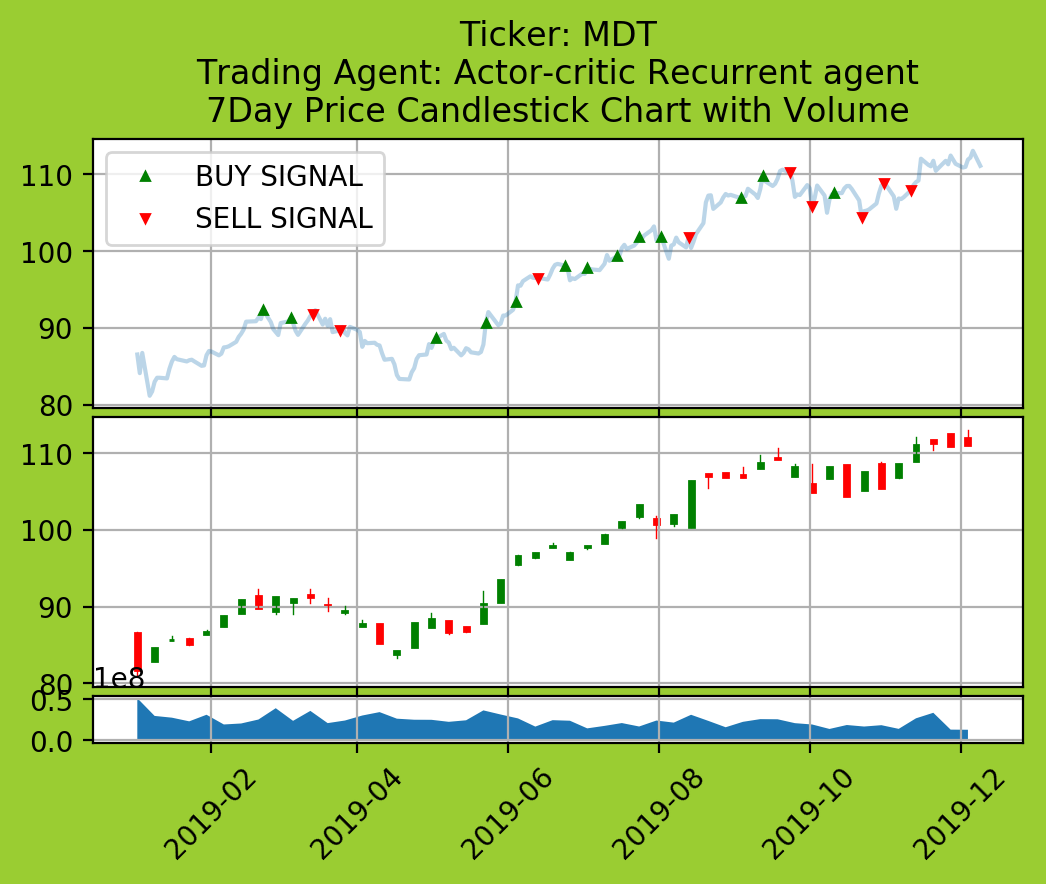 Ticker: MDT
Trading Agent: Actor-critic Recurrent agent
7Day Price Candlestick Chart with Volume
BUY SIGNAL
SELL SIGNAL
110
100
90
80
110
100
90
80
1e8
0.5
0.0
2019-02
2019-04
2019-06
2019-08
2019-10
2019-12